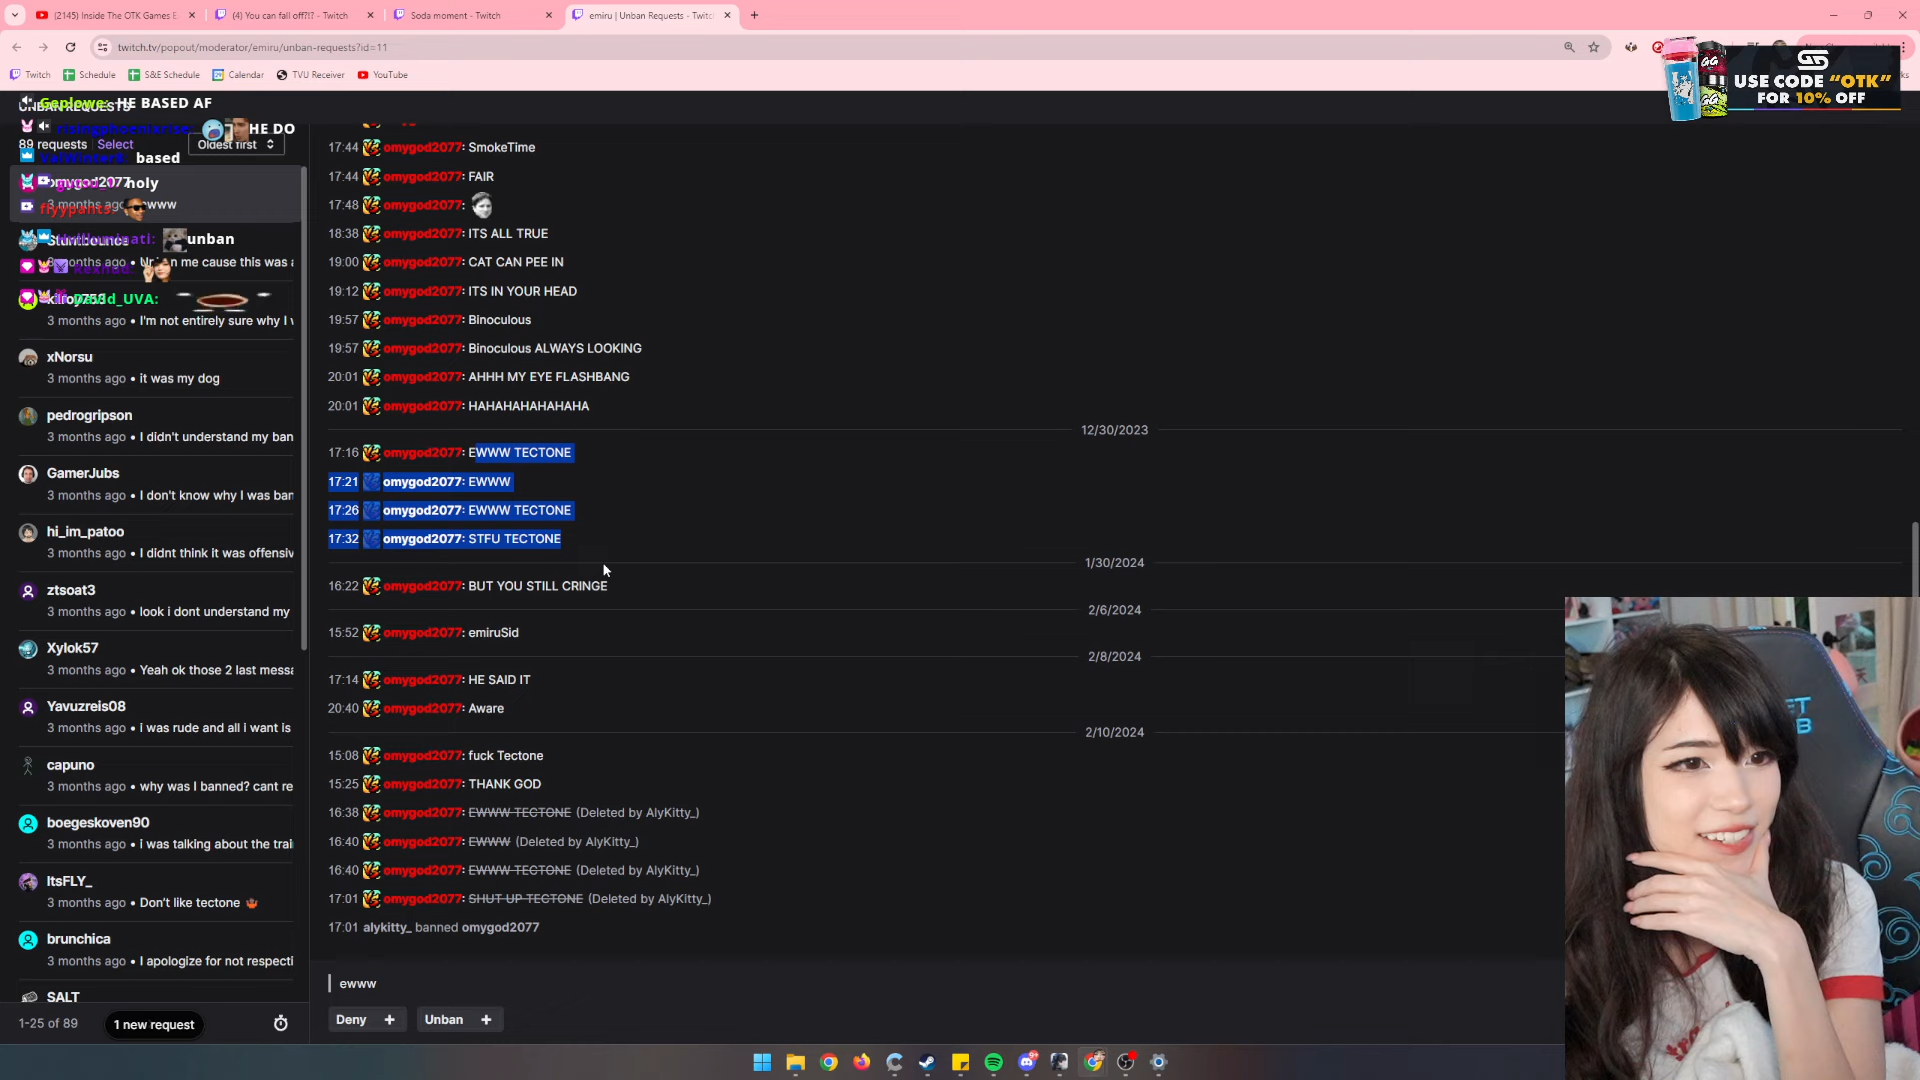 (2145) Inside The OTK Games E
(4) You can fall off?!? - Twitch
Soda moment - Twitch
emiru | Unban Requests - Twitc
twitch.tv/popout/moderator/emiru/unban-requests?id=11
Twitch
Schedule
S&E Schedule
Calendar
TVU Receiver
YouTube
GG
GG
USE CODE "OTK"
FOR 10% OFF
UNBAN REQUESTS
Geplowe: HE BASED AF
HE DO
89 requests
Select
Oldest first
based
omygod2077
holy
3 months ago
ewww
flyypants:
unban
Stuntbounce
3 months ago
kilroy753
David_UVA:
3 months ago • I'm not entirely sure why I w
xNorsu
3 months ago • it was my dog
pedrogripson
3 months ago • I didn't understand my ban
GamerJubs
3 months ago • I don't know why I was ban
hi_im_patoo
3 months ago • I didnt think it was offensiv
ztsoat3
3 months ago • look i dont understand my
Xylok57
3 months ago • Yeah ok those 2 last messa
Yavuzreis08
3 months ago • i was rude and all i want is
capuno
3 months ago • why was I banned? cant re
boegeskoven90
3 months ago • i was talking about the trai
ItsFLY_
3 months ago • Don't like tectone
brunchica
3 months ago • I apologize for not respecti
SALT
1-25 of 89
1 new request
17:44 omygod2077: SmokeTime
17:44 omygod2077: FAIR
17:48 omygod2077:
18:38 omygod2077: ITS ALL TRUE
19:00 omygod2077: CAT CAN PEE IN
19:12 omygod2077: ITS IN YOUR HEAD
19:57 omygod2077: Binoculous
19:57 omygod2077: Binoculous ALWAYS LOOKING
20:01 omygod2077: AHHH MY EYE FLASHBANG
20:01 omygod2077: HAHAHAHAHAHAHA
12/30/2023
17:16 omygod2077: EWWW TECTONE
17:21 omygod2077: EWWW
17:26 omygod2077: EWWW TECTONE
17:32 omygod2077: STFU TECTONE
1/30/2024
16:22 omygod2077: BUT YOU STILL CRINGE
2/6/2024
15:52 omygod2077: emiruSid
2/8/2024
17:14 omygod2077: HE SAID IT
20:40 omygod2077: Aware
2/10/2024
15:08 omygod2077: fuck Tectone
15:25 omygod2077: THANK GOD
16:38 omygod2077: EWWW TECTONE (Deleted by AlyKitty_)
16:40 omygod2077: EWWW (Deleted by AlyKitty_)
16:40 omygod2077: EWWW TECTONE (Deleted by AlyKitty_)
17:01 omygod2077: SHUT UP TECTONE (Deleted by AlyKitty_)
17:01 alykitty_ banned omygod2077
ewww
Deny +
Unban +